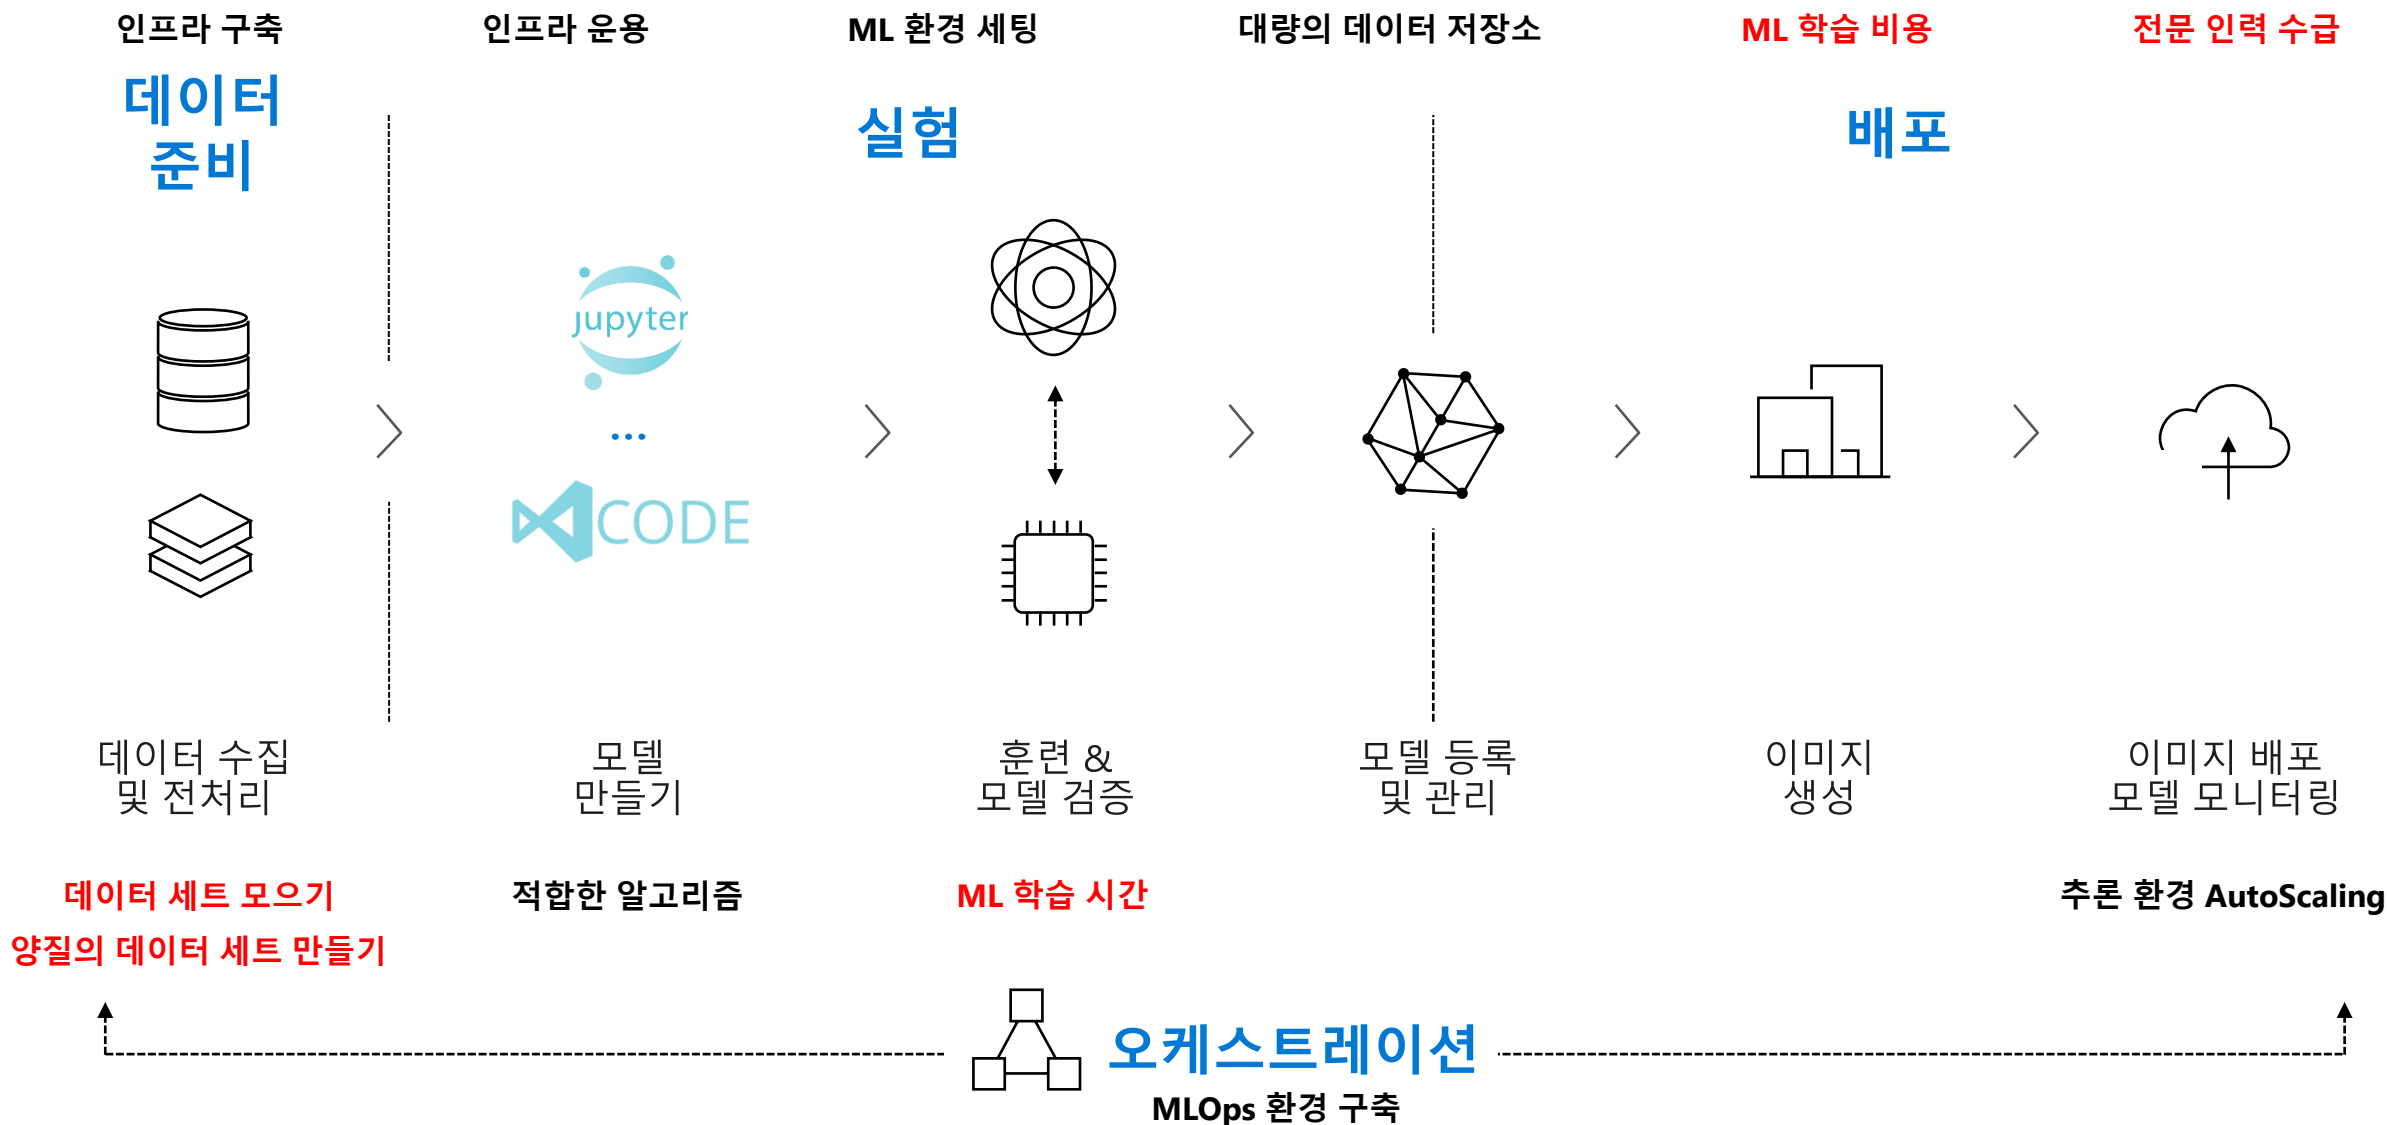 인프라 구축
인프라 운용
ML 환경 세팅
대량의 데이터 저장소
ML 학습 비용
전문 인력 수급
데이터
준비
실험
배포
jupyter
...
CODE
데이터 수집
및 전처리
모델
만들기
훈련 &
모델 검증
모델 등록
및 관리
이미지
생성
이미지 배포
모델 모니터링
데이터 세트 모으기
양질의 데이터 세트 만들기
적합한 알고리즘
ML 학습 시간
추론 환경 AutoScaling
오케스트레이션
MLOps 환경 구축